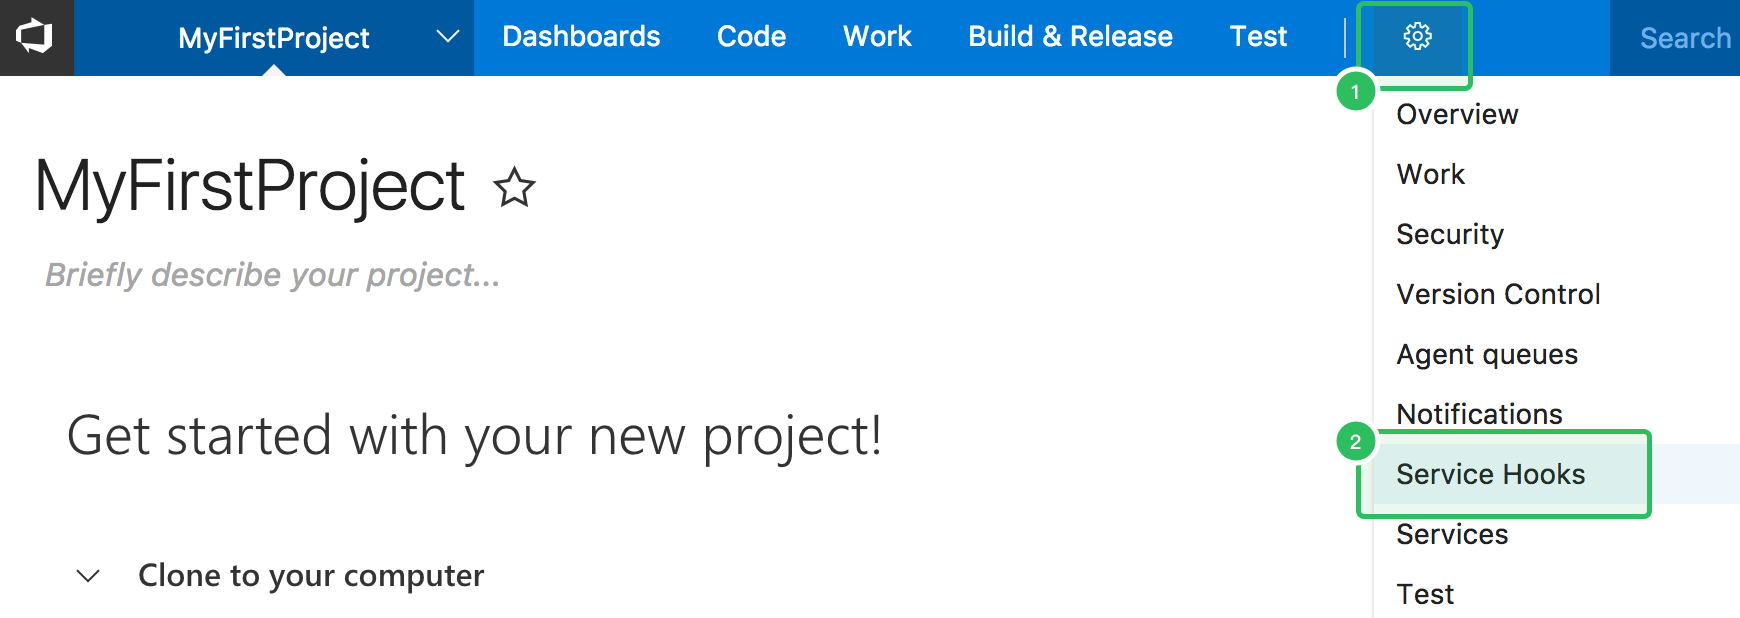 MyFirstProject Dashboards Code Work Build & Release Test Search
1
Overview
Work
Security
Version Control
Agent queues
Notifications
2
Service Hooks
Services
Test
MyFirstProject
Briefly describe your project...
Get started with your new project!
Clone to your computer